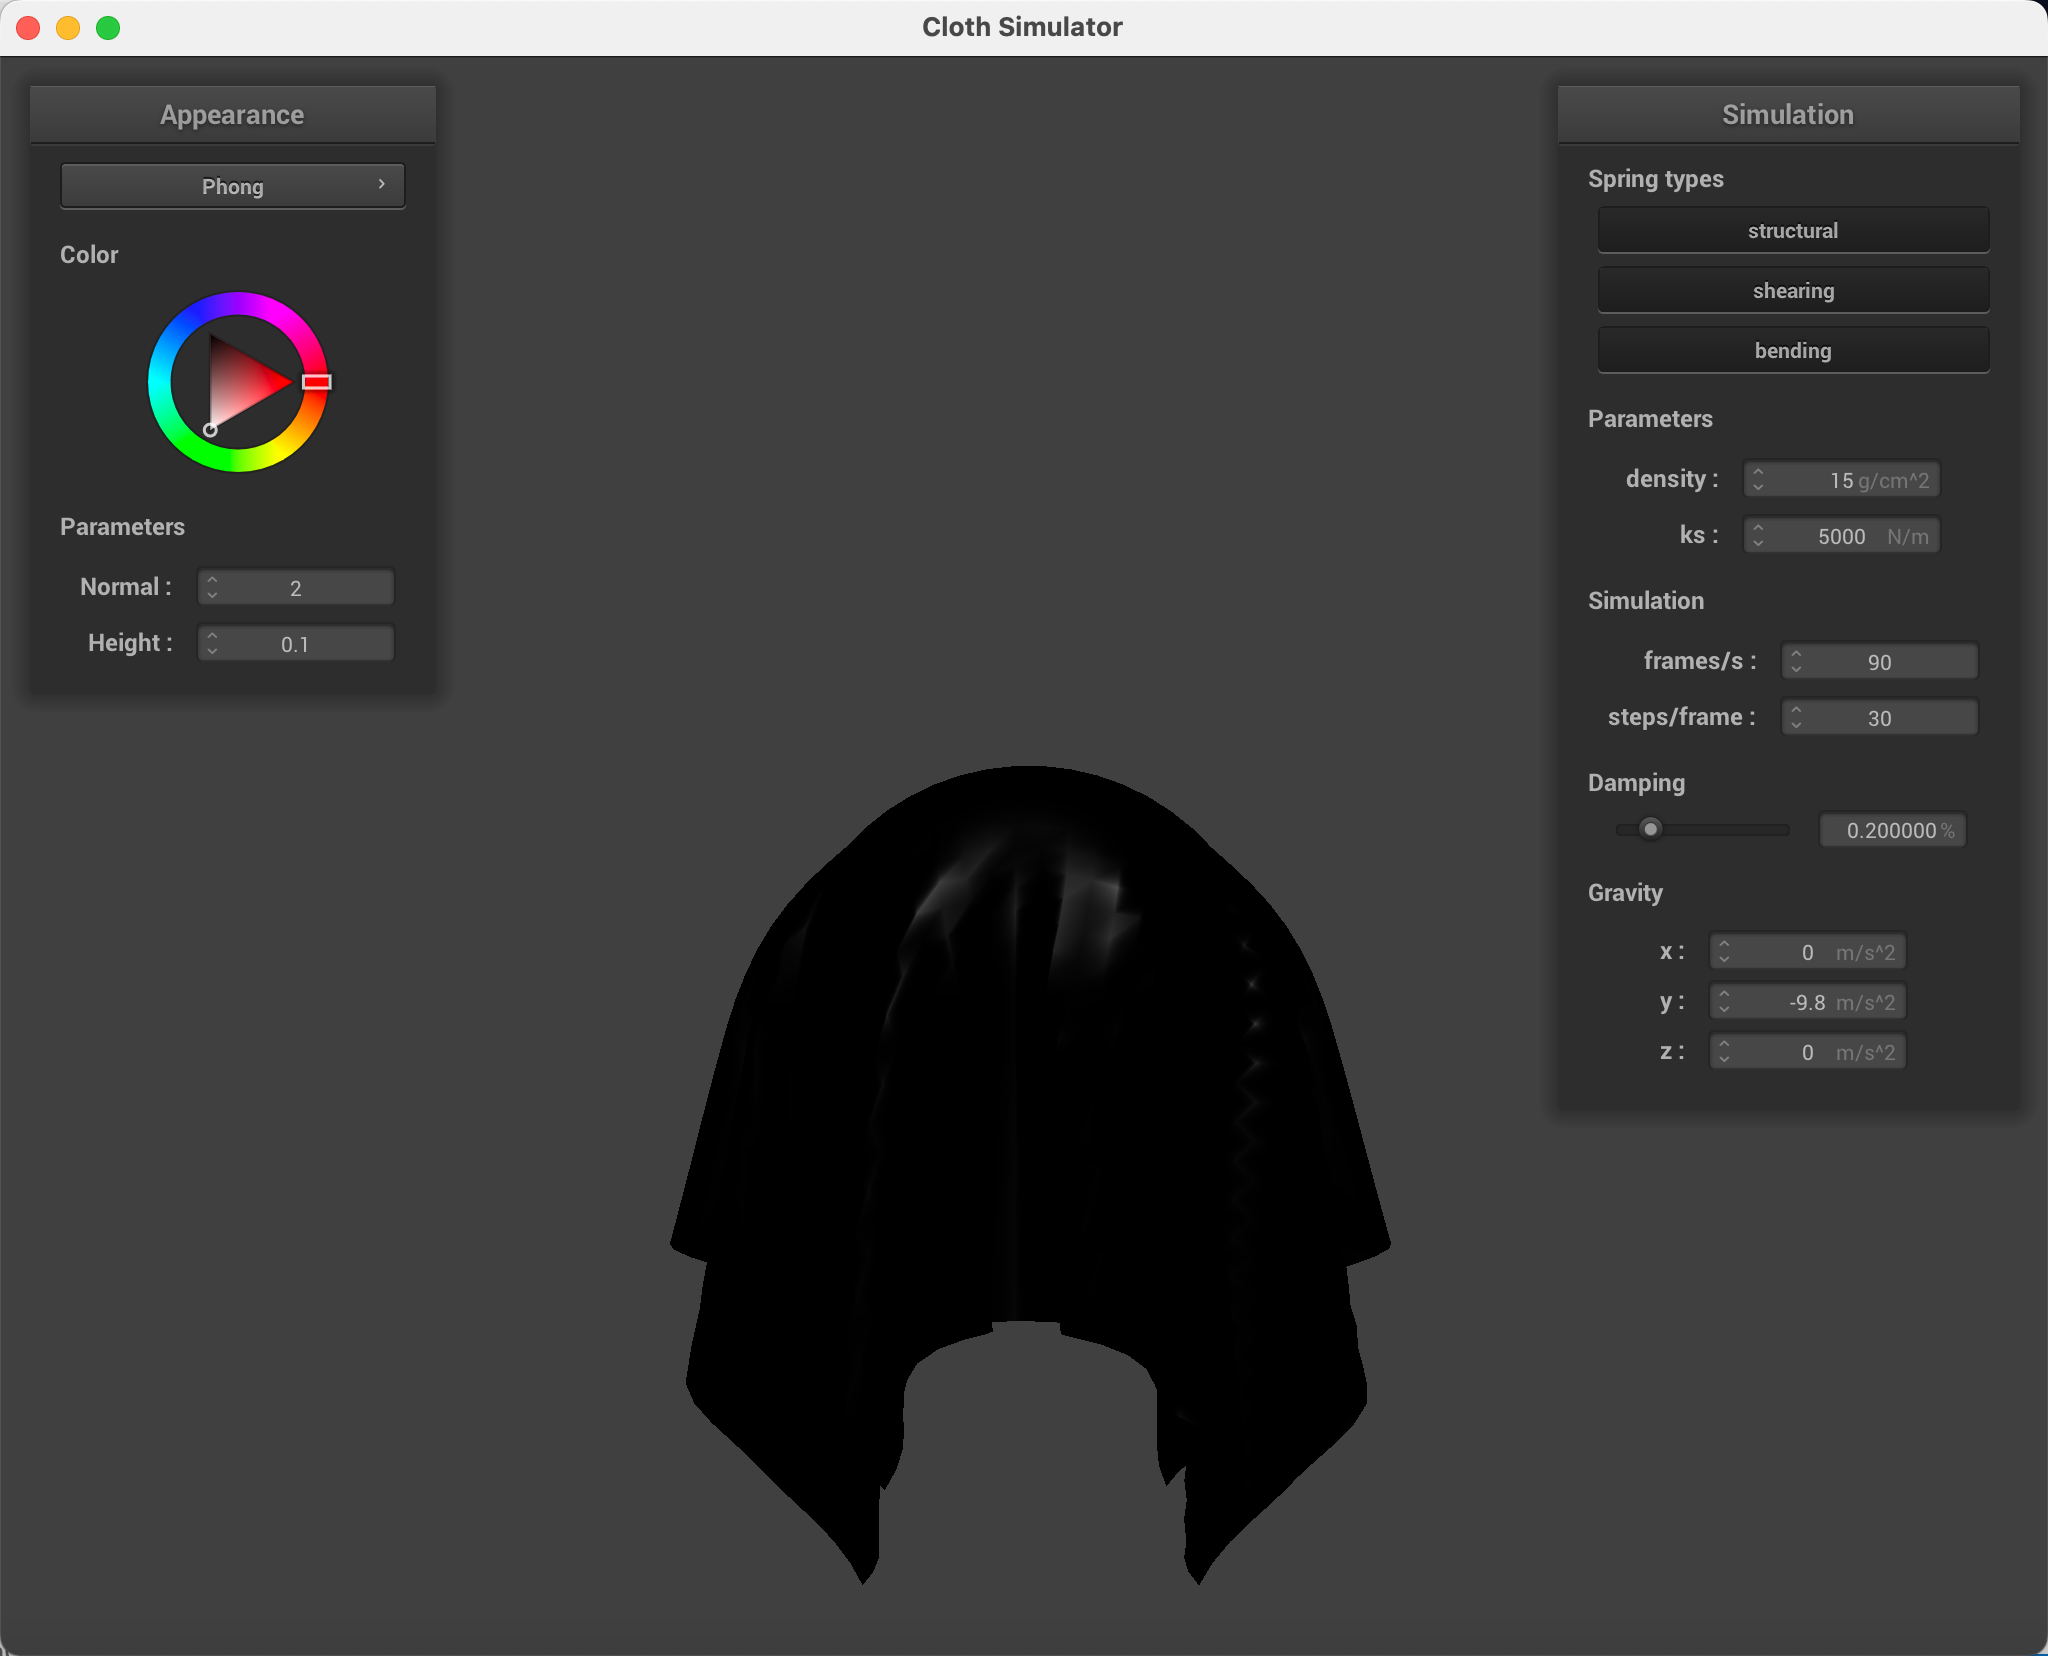 Cloth Simulator
Appearance
Phong
Color
Parameters
Normal : 2
Height : 0.1
Simulation
Spring types
structural
shearing
bending
Parameters
density : 15 g/cm^2
ks : 5000 N/m
Simulation
frames/s : 90
steps/frame : 30
Damping
0.200000 %
Gravity
x : 0 m/s^2
y : -9.8 m/s^2
z : 0 m/s^2